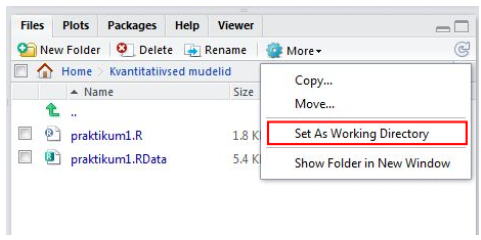 Files Plots Packages Help Viewer
New Folder Delete Rename More
Home > Kvantitatiivsed mudelid
Name Size
..
praktikum1.R 1.8 K
praktikum1.RData 5.4 K
Copy...
Move...
Set As Working Directory
Show Folder in New Window